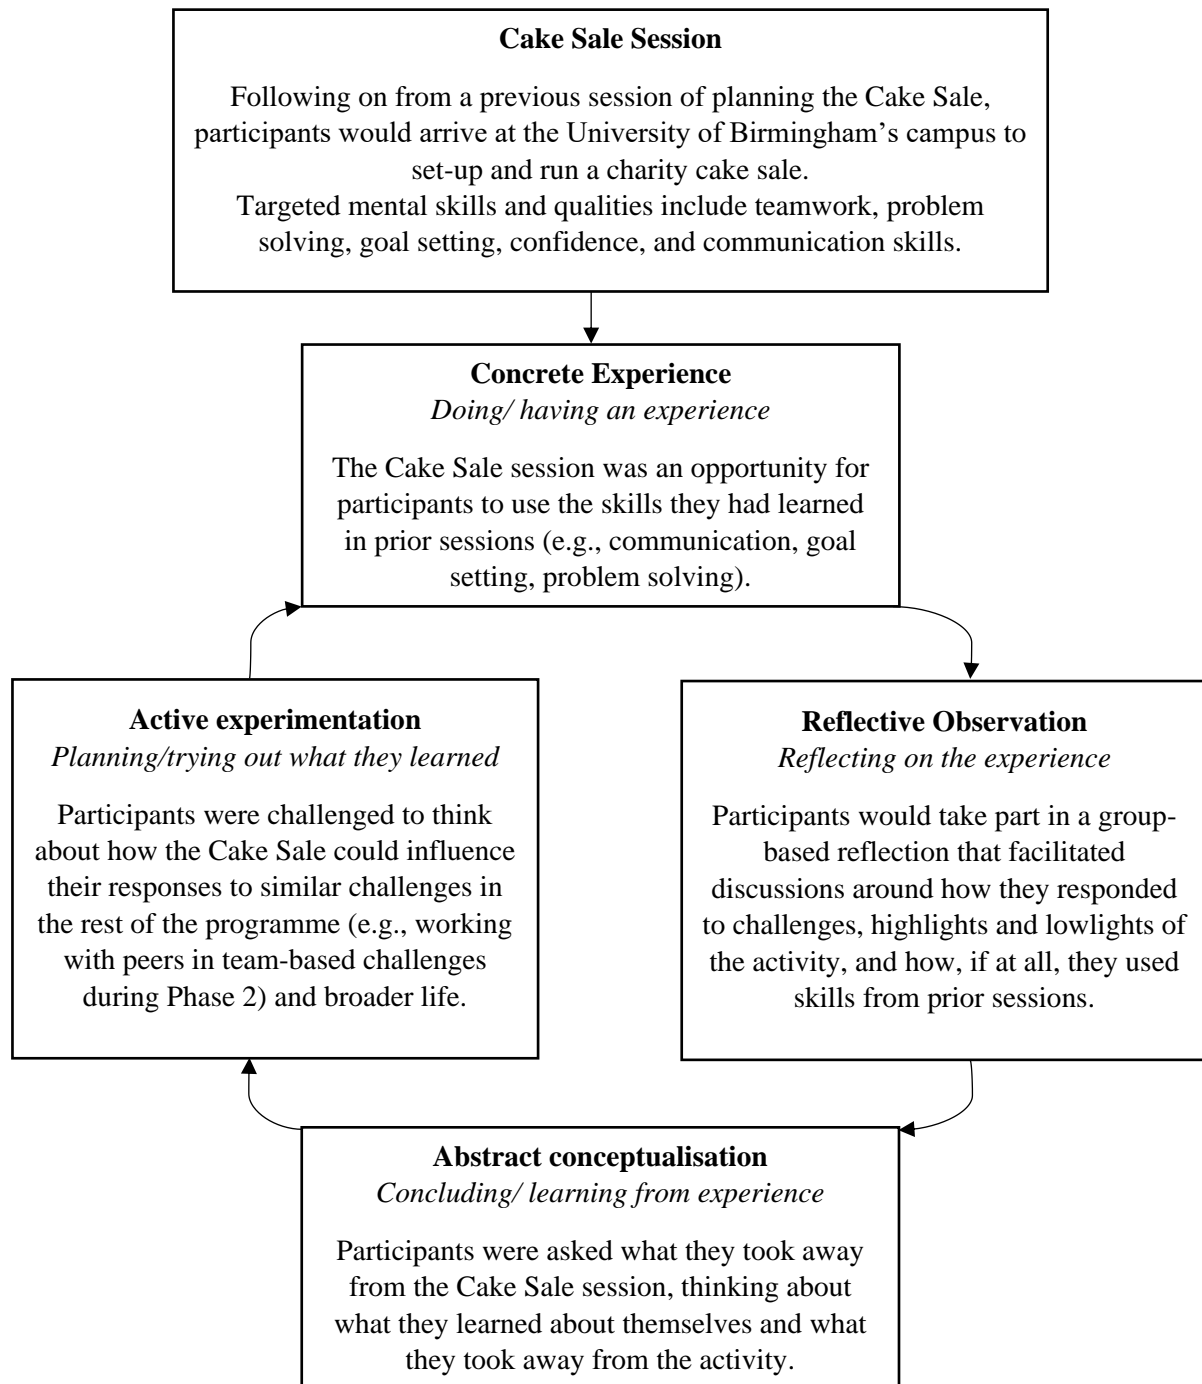 Cake Sale Session
Following on from a previous session of planning the Cake Sale,
participants would arrive at the University of Birmingham’s campus to
set-up and run a charity cake sale.
Targeted mental skills and qualities include teamwork, problem
solving, goal setting, confidence, and communication skills.
Concrete Experience
Doing/ having an experience
The Cake Sale session was an opportunity for
participants to use the skills they had learned
in prior sessions (e.g., communication, goal
setting, problem solving).
Active experimentation
Planning/trying out what they learned
Participants were challenged to think
about how the Cake Sale could influence
their responses to similar challenges in
the rest of the programme (e.g., working
with peers in team-based challenges
during Phase 2) and broader life.
Reflective Observation
Reflecting on the experience
Participants would take part in a group-
based reflection that facilitated
discussions around how they responded
to challenges, highlights and lowlights of
the activity, and how, if at all, they used
skills from prior sessions.
Abstract conceptualisation
Concluding/ learning from experience
Participants were asked what they took away
from the Cake Sale session, thinking about
what they learned about themselves and what
they took away from the activity.